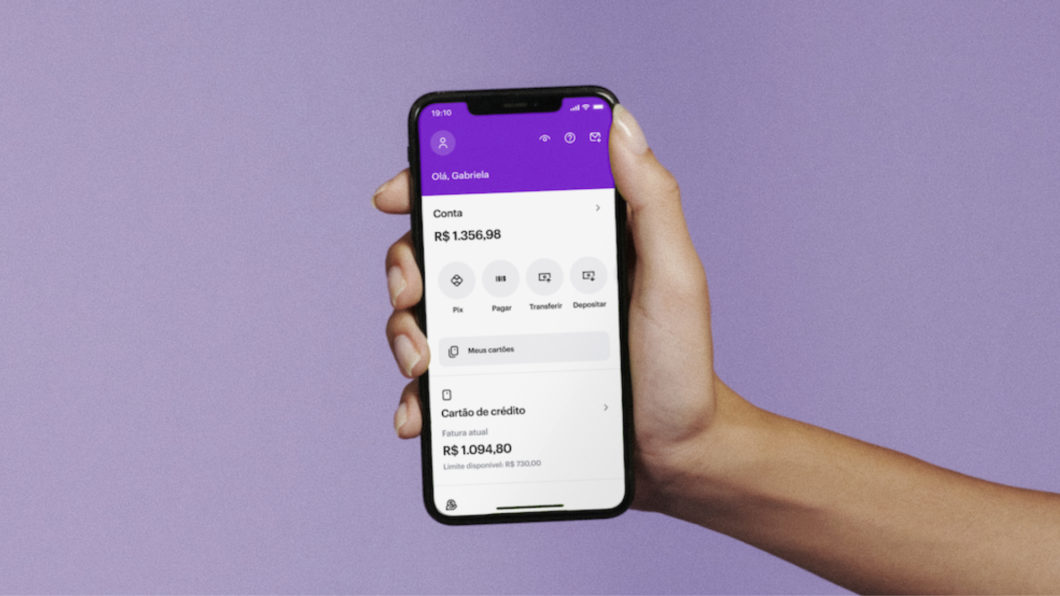 19:10
Olá, Gabriela
Conta
R$ 1.356,98
Pix Pagar Transferir Depositar
Meus cartões
Cartão de crédito
Fatura atual
R$ 1.094,80
Limite disponível: R$ 730,00